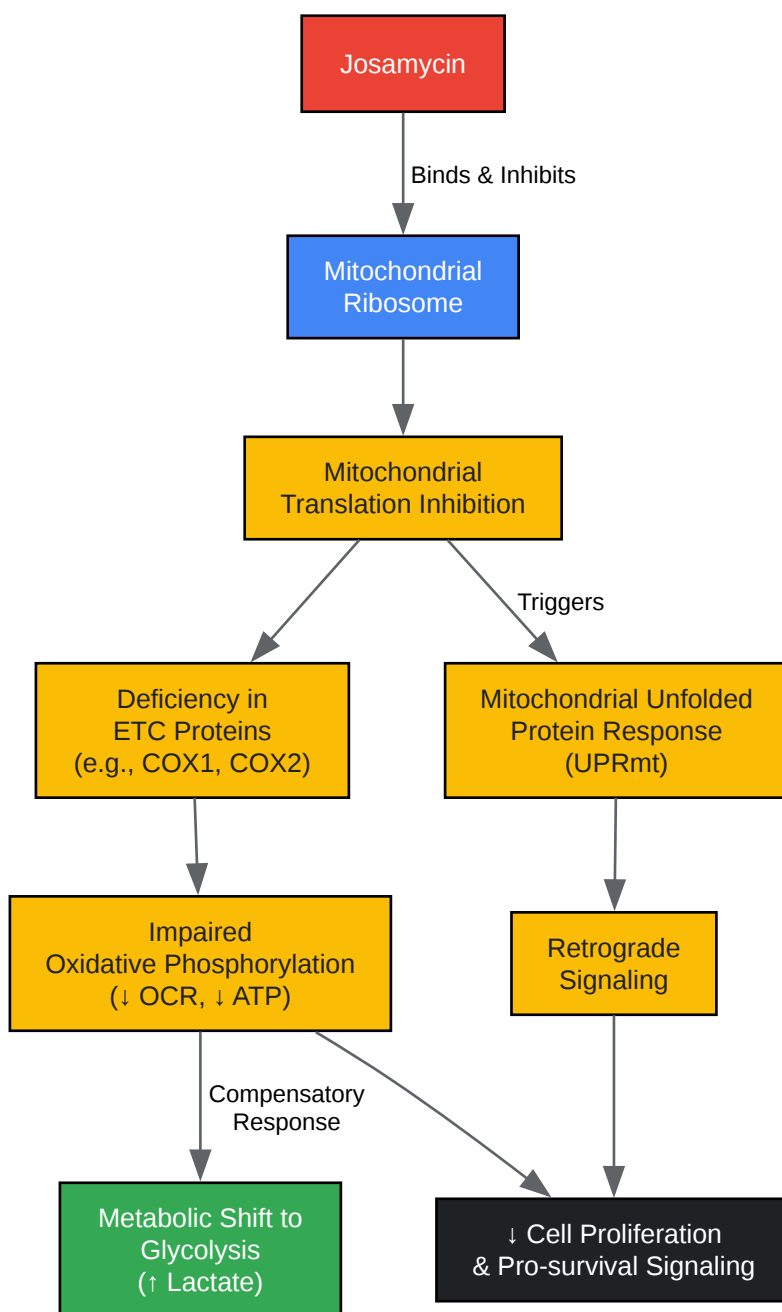 Josamycin
Binds & Inhibits
Mitochondrial
Ribosome
Mitochondrial
Translation Inhibition
Triggers
Deficiency in
ETC Proteins
(e.g., COX1, COX2)
Mitochondrial Unfolded
Protein Response
(UPRmt)
Impaired
Oxidative Phosphorylation
(↓ OCR, ↓ ATP)
Retrograde
Signaling
Compensatory
Response
Metabolic Shift to
Glycolysis
(↑ Lactate)
↓ Cell Proliferation
& Pro-survival Signaling